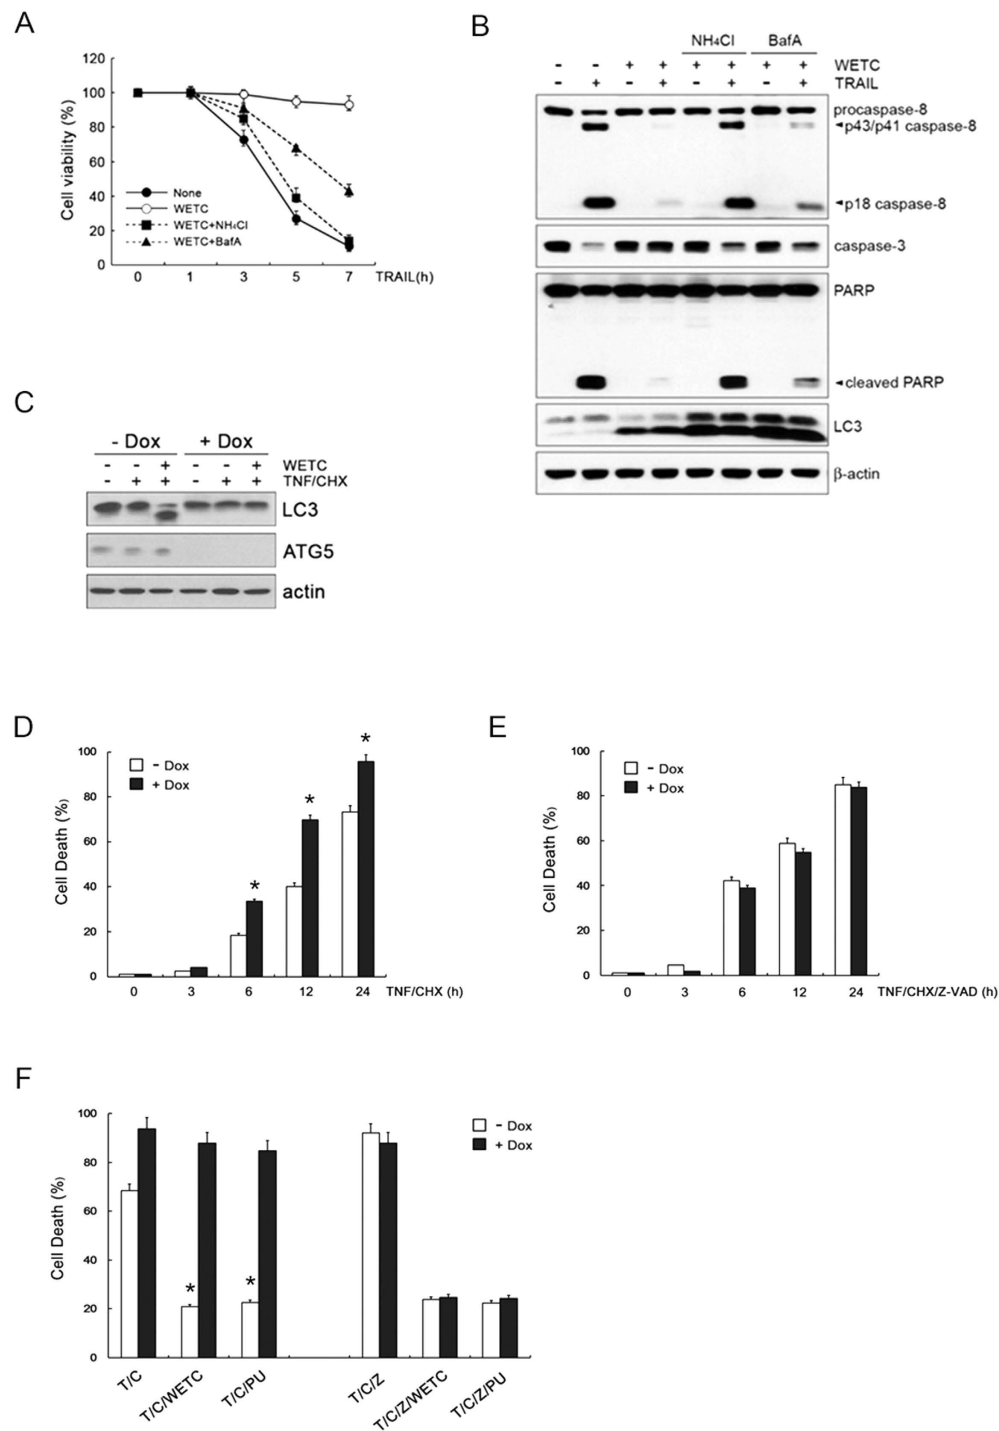 A
120
100
80
60
40
20
0
Cell viability (%)
None
WETC
WETC+NH4Cl
WETC+BafA
0 1 3 5 7 TRAIL(h)
B
NH4Cl BafA
- - + + + + + + WETC
- + - + - + - + TRAIL
procaspase-8
p43/p41 caspase-8
p18 caspase-8
caspase-3
PARP
cleaved PARP
LC3
β-actin
C
- Dox + Dox
- - + - - + WETC
- + + - + + TNF/CHX
LC3
ATG5
actin
D
100
80
60
40
20
0
Cell Death (%)
- Dox
+ Dox
* * *
0 3 6 12 24 TNF/CHX (h)
E
100
80
60
40
20
0
Cell Death (%)
- Dox
+ Dox
0 3 6 12 24 TNF/CHX/Z-VAD (h)
F
100
80
60
40
20
0
Cell Death (%)
- Dox
+ Dox
* *
T/C T/C/WETC T/C/PU T/C/Z T/C/Z/WETC T/C/Z/PU